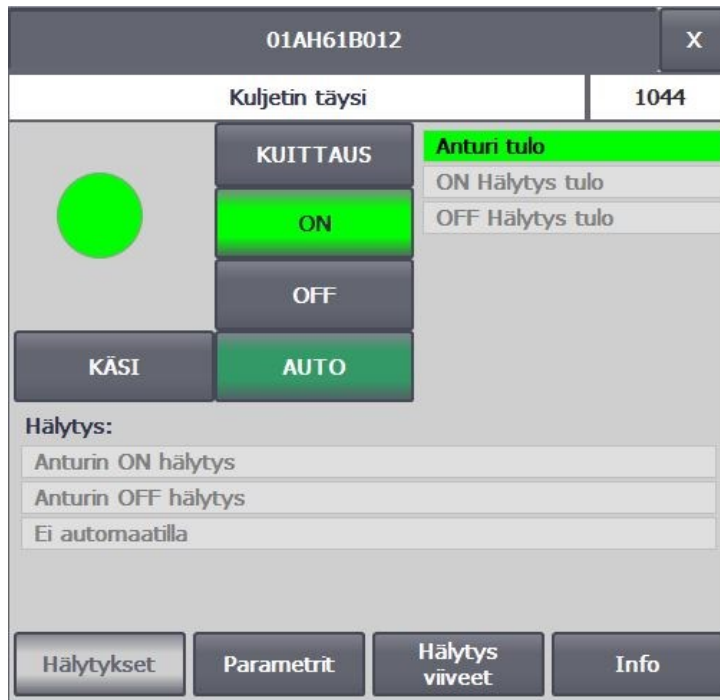 01AH61B012
X
Kuljetin täysi
1044
KUITTAUS
Anturi tulo
ON Hälytys tulo
ON
OFF Hälytys tulo
OFF
KÄSI
AUTO
Hälytys:
Anturin ON hälytys
Anturin OFF hälytys
Ei automaatilla
Hälytykset
Parametrit
Hälytys
viiveet
Info